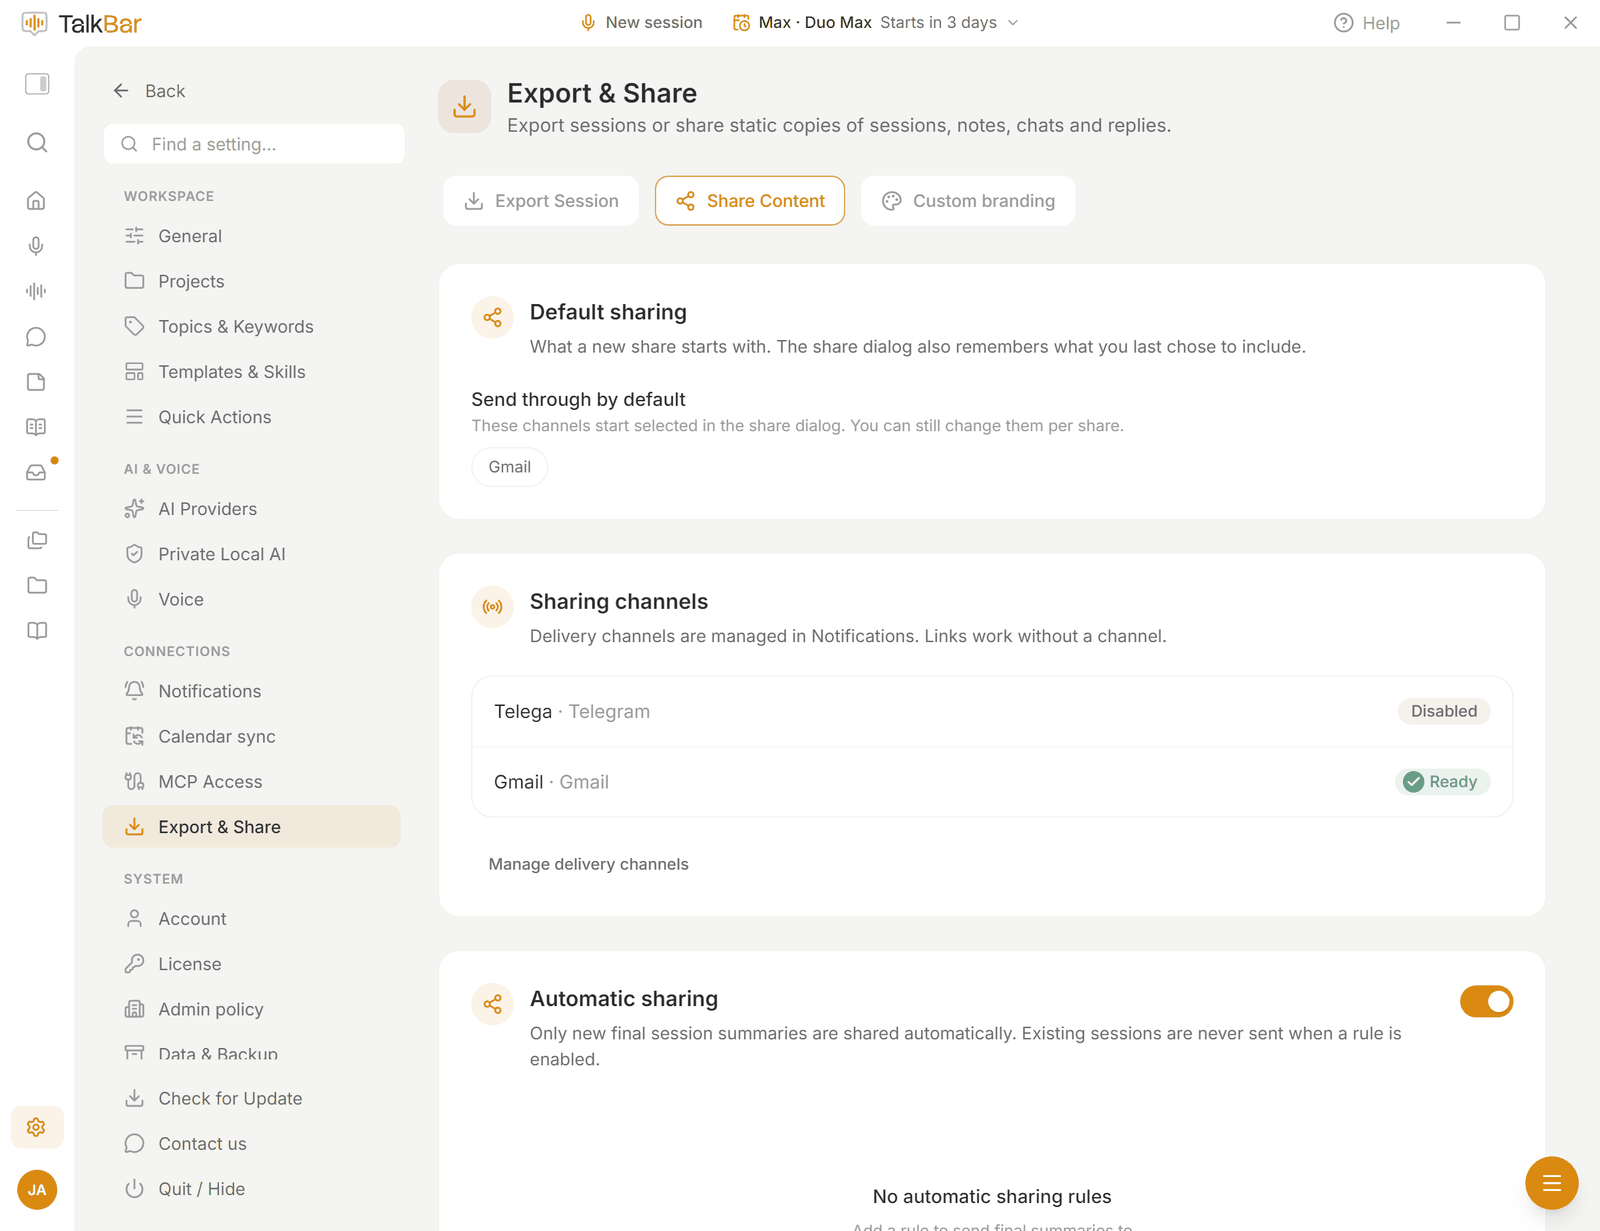 TalkBar
New session
Max · Duo Max Starts in 3 days
Help
Back
Find a setting...
WORKSPACE
General
Projects
Topics & Keywords
Templates & Skills
Quick Actions
AI & VOICE
AI Providers
Private Local AI
Voice
CONNECTIONS
Notifications
Calendar sync
MCP Access
Export & Share
SYSTEM
Account
License
Admin policy
Data & Backup
Check for Update
Contact us
Quit / Hide
JA
Export & Share
Export sessions or share static copies of sessions, notes, chats and replies.
Export Session
Share Content
Custom branding
Default sharing
What a new share starts with. The share dialog also remembers what you last chose to include.
Send through by default
These channels start selected in the share dialog. You can still change them per share.
Gmail
Sharing channels
Delivery channels are managed in Notifications. Links work without a channel.
Telega · Telegram
Disabled
Gmail · Gmail
Ready
Manage delivery channels
Automatic sharing
Only new final session summaries are shared automatically. Existing sessions are never sent when a rule is
enabled.
No automatic sharing rules
Add a rule to send final summaries to